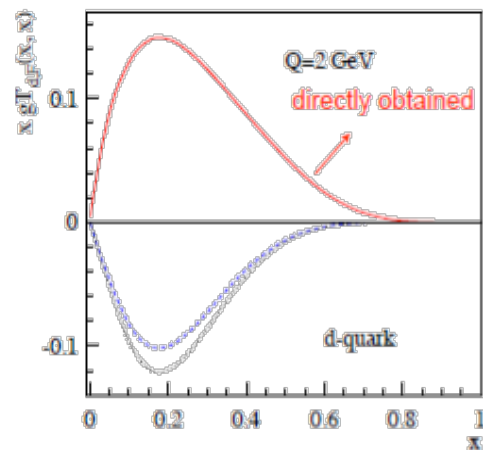 x gT_{d,F}(x, x)
Q=2 GeV
directly obtained
0.1
0
-0.1
d-quark
0 0.2 0.4 0.6 0.8 1
x